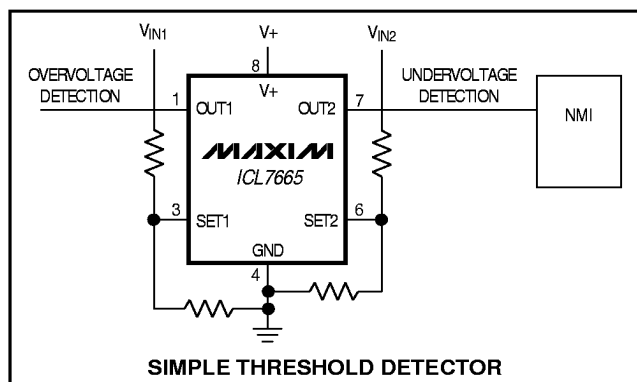 VIN1
V+
VIN2
OVERVOLTAGE
DETECTION
8
V+
UNDERVOLTAGE
DETECTION
1
OUT1
OUT2
7
NMI
MAXIM
ICL7665
3
SET1
SET2
6
GND
4
SIMPLE THRESHOLD DETECTOR